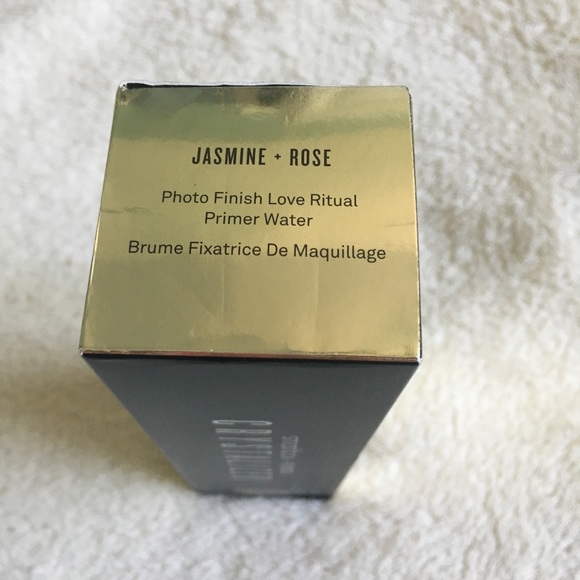 JASMINE + ROSE
Photo Finish Love Ritual
Primer Water
Brume Fixatrice De Maquillage